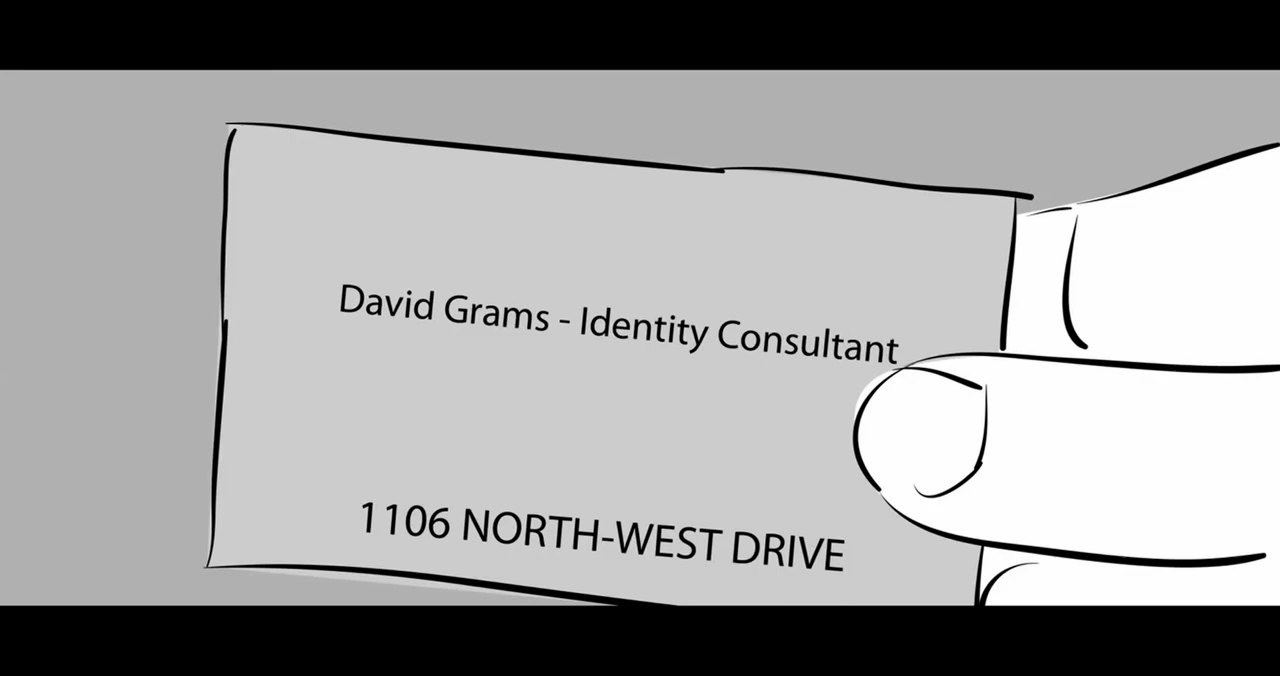 David Grams - Identity Consultant
1106 NORTH-WEST DRIVE